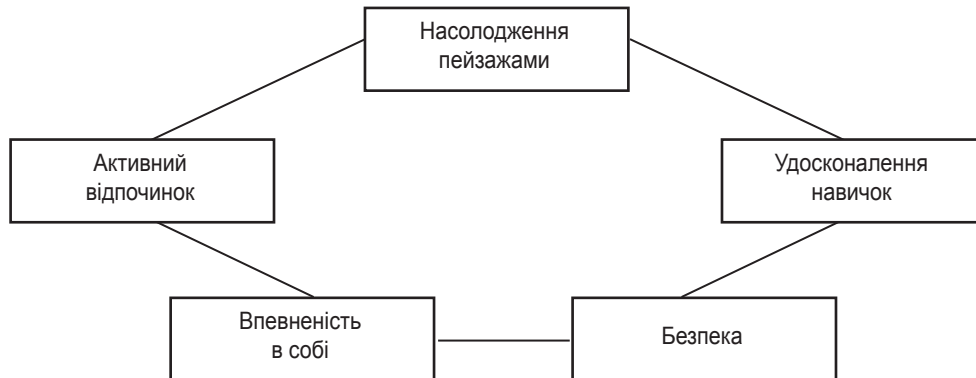 Насолодження
пейзажами
Активний
відпочинок
Удосконалення
навичок
Впевненість
в собі
Безпека